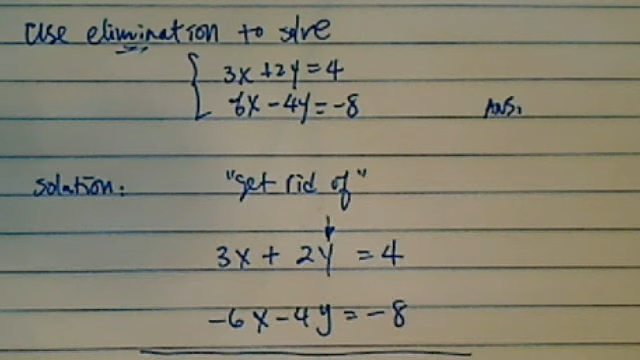 use elimination to solve
3x + 2y = 4
-6x - 4y = -8
Ans.
Solution: "get rid of"
3x + 2y = 4
-6x - 4y = -8